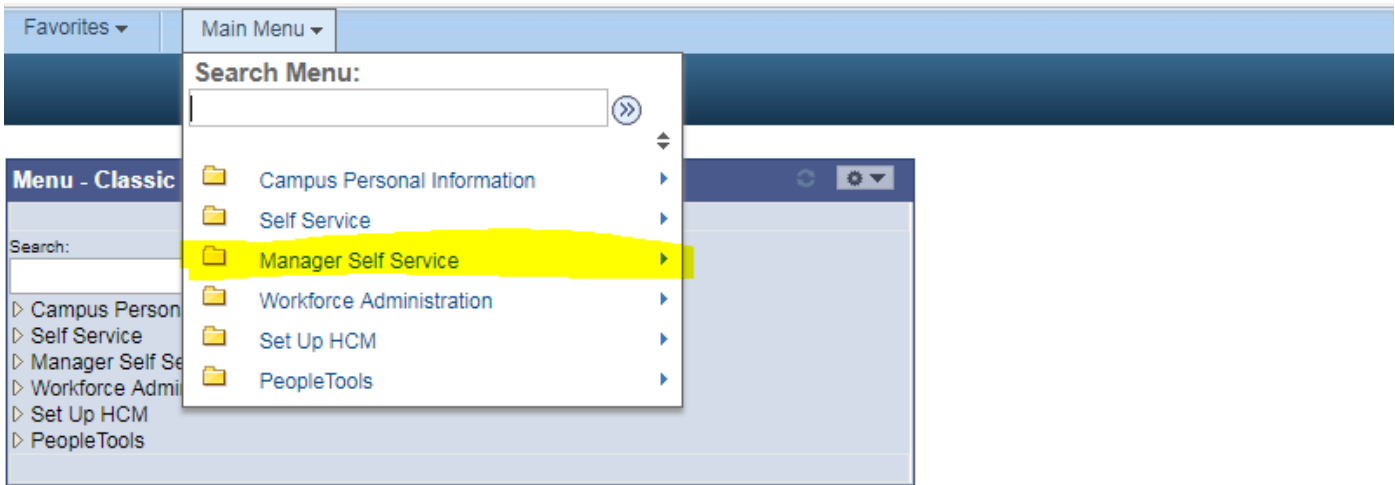 Favorites
Main Menu
Search Menu:
Campus Personal Information
Self Service
Manager Self Service
Workforce Administration
Set Up HCM
PeopleTools
Menu - Classic
Search:
Campus Person
Self Service
Manager Self Se
Workforce Admi
Set Up HCM
PeopleTools